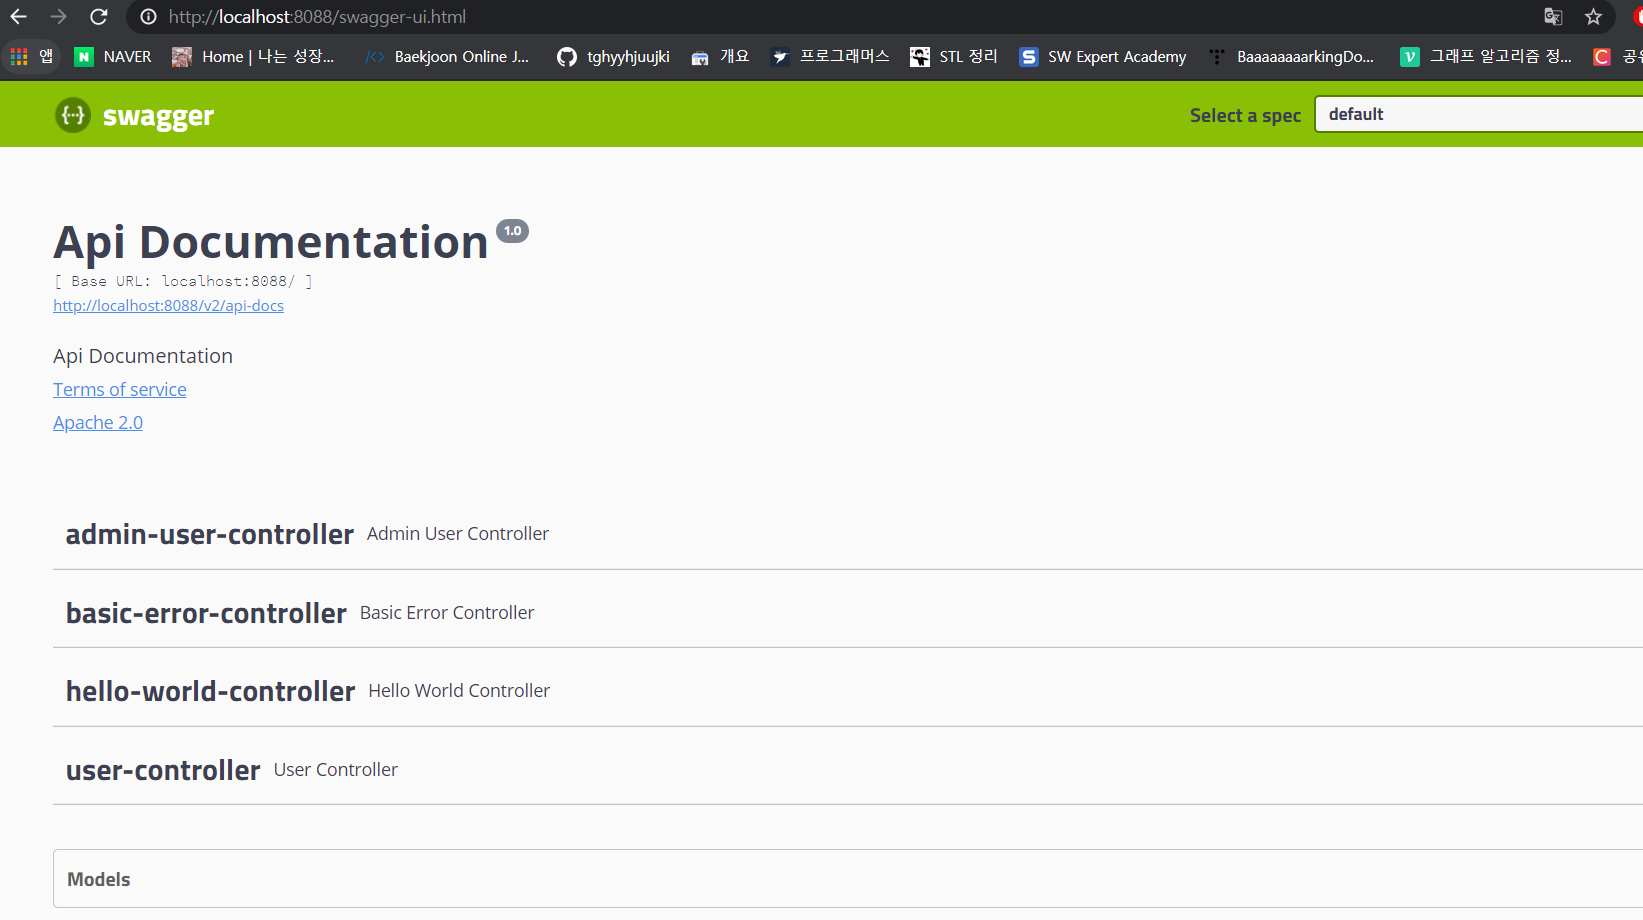 http://localhost:8088/swagger-ui.html
앱 NAVER Home | 나는 성장... Baekjoon Online J... tghyyhjuujki 개요 프로그래머스 STL 정리 SW Expert Academy BaaaaaaaarkingDo... 그래프 알고리즘 정...
swagger Select a spec default
Api Documentation 1.0
[ Base URL: localhost:8088/ ]
http://localhost:8088/v2/api-docs
Api Documentation
Terms of service
Apache 2.0
admin-user-controller Admin User Controller
basic-error-controller Basic Error Controller
hello-world-controller Hello World Controller
user-controller User Controller
Models